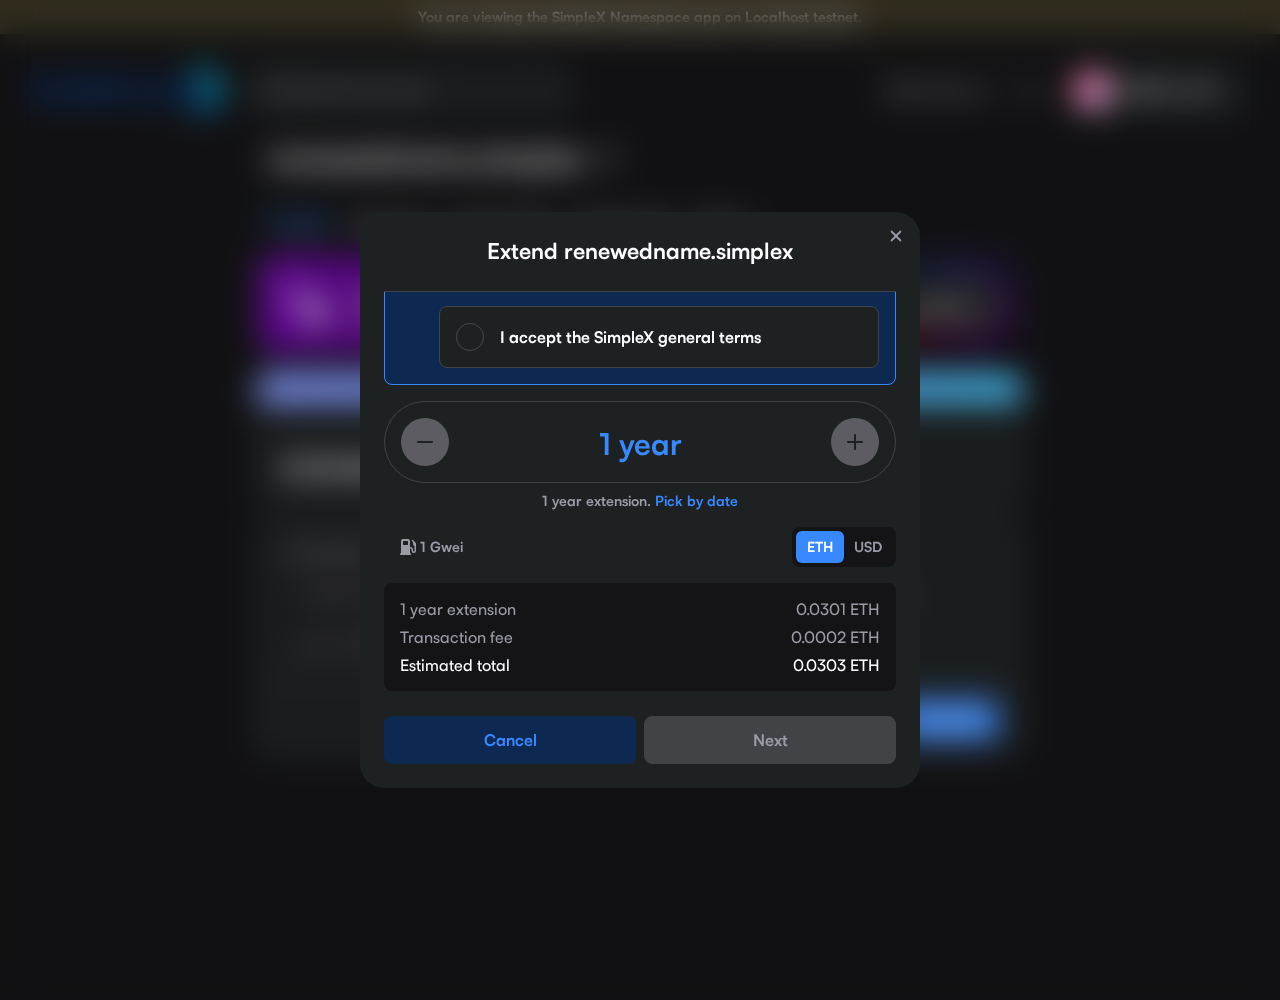 You are viewing the SimpleX Namespace app on Localhost testnet.
Extend renewedname.simplex
I accept the SimpleX general terms
1 year
1 year extension. Pick by date
1 Gwei
ETH USD
1 year extension 0.0301 ETH
Transaction fee 0.0002 ETH
Estimated total 0.0303 ETH
Cancel Next